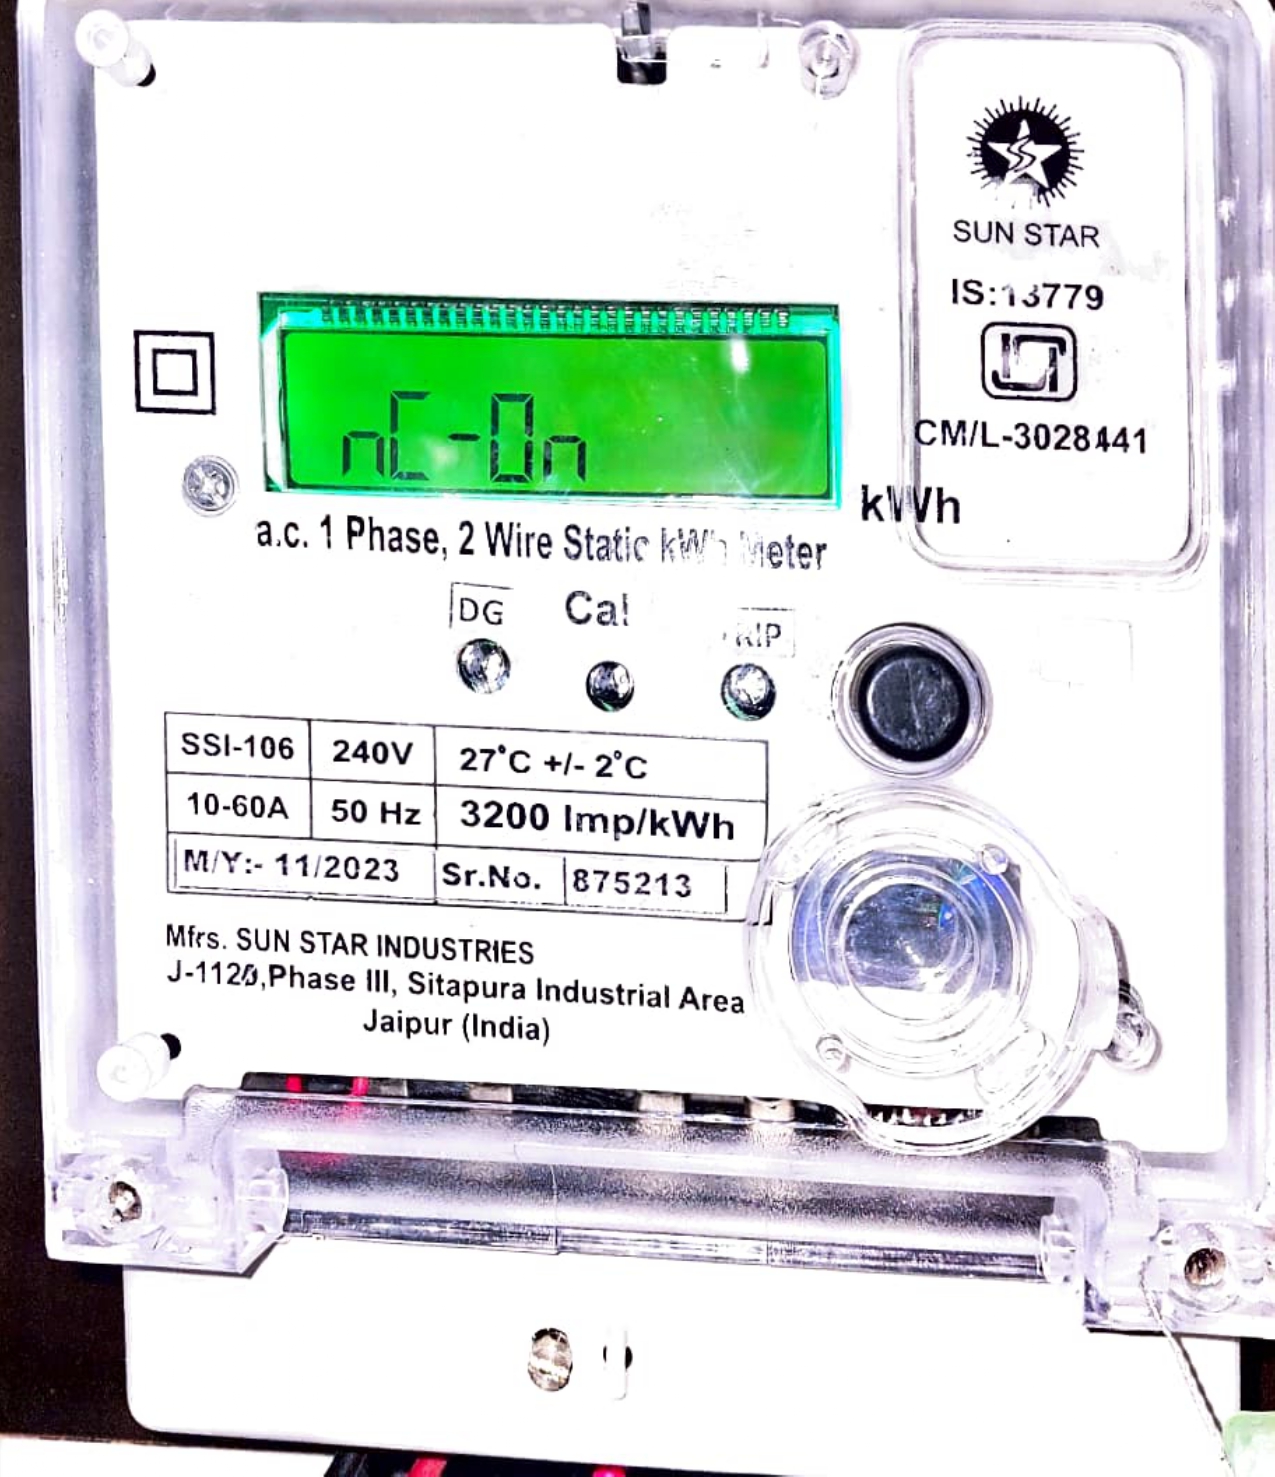 SUN STAR
IS:13779
CM/L-3028441
nC-On
kWh
a.c. 1 Phase, 2 Wire Static kWh Meter
DG Cal
SSI-106 240V 27°C +/- 2°C
10-60A 50 Hz 3200 Imp/kWh
M/Y:- 11/2023 Sr.No. 875213
Mfrs. SUN STAR INDUSTRIES
Phase III, Sitapura Industrial Area
Jaipur (India)